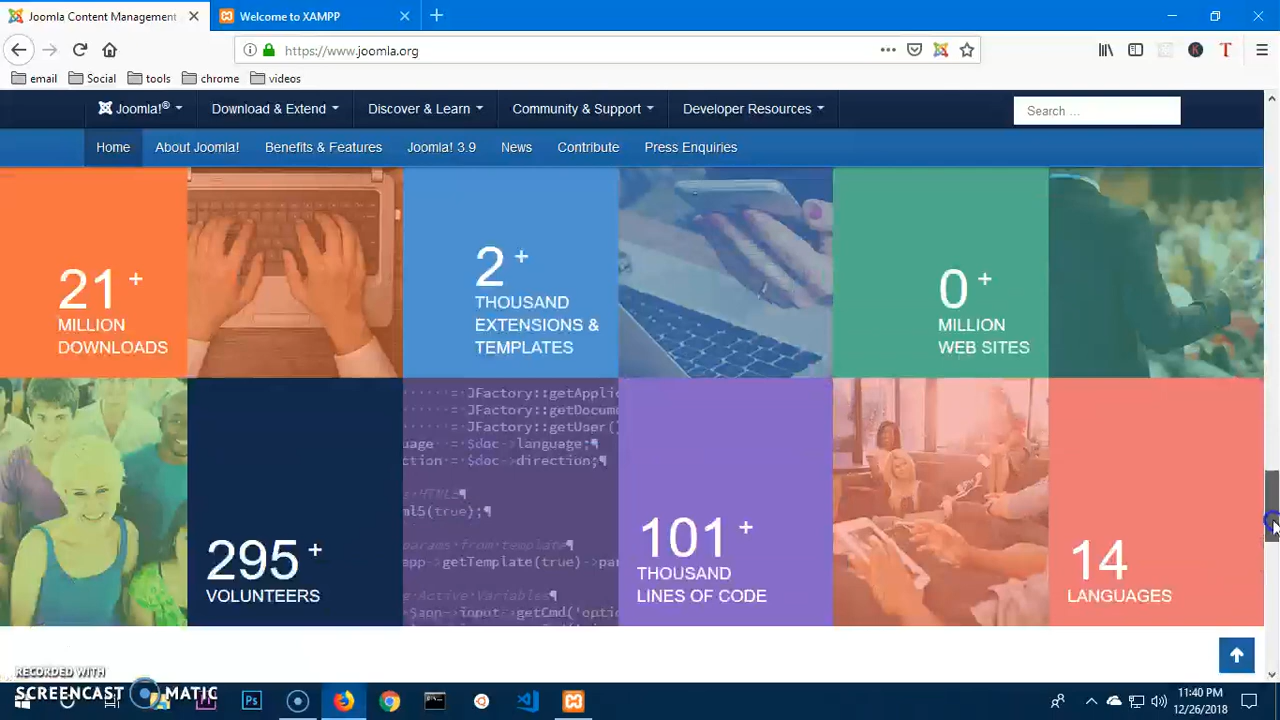 Joomla Content Management
Welcome to XAMPP
https://www.joomla.org
email
Social
tools
chrome
videos
Joomla!®
Download & Extend
Discover & Learn
Community & Support
Developer Resources
Search ...
Home
About Joomla!
Benefits & Features
Joomla! 3.9
News
Contribute
Press Enquiries
21 +
MILLION
DOWNLOADS
2 +
THOUSAND
EXTENSIONS &
TEMPLATES
0 +
MILLION
WEB SITES
295 +
VOLUNTEERS
= JFactory::getApplic
= JFactory::getDocume
= JFactory::getUser()
= $doc->language;¶
= $doc->direction;¶
101 +
THOUSAND
LINES OF CODE
14
LANGUAGES
RECORDED WITH
SCREENCAST MATIC
11:40 PM
12/26/2018